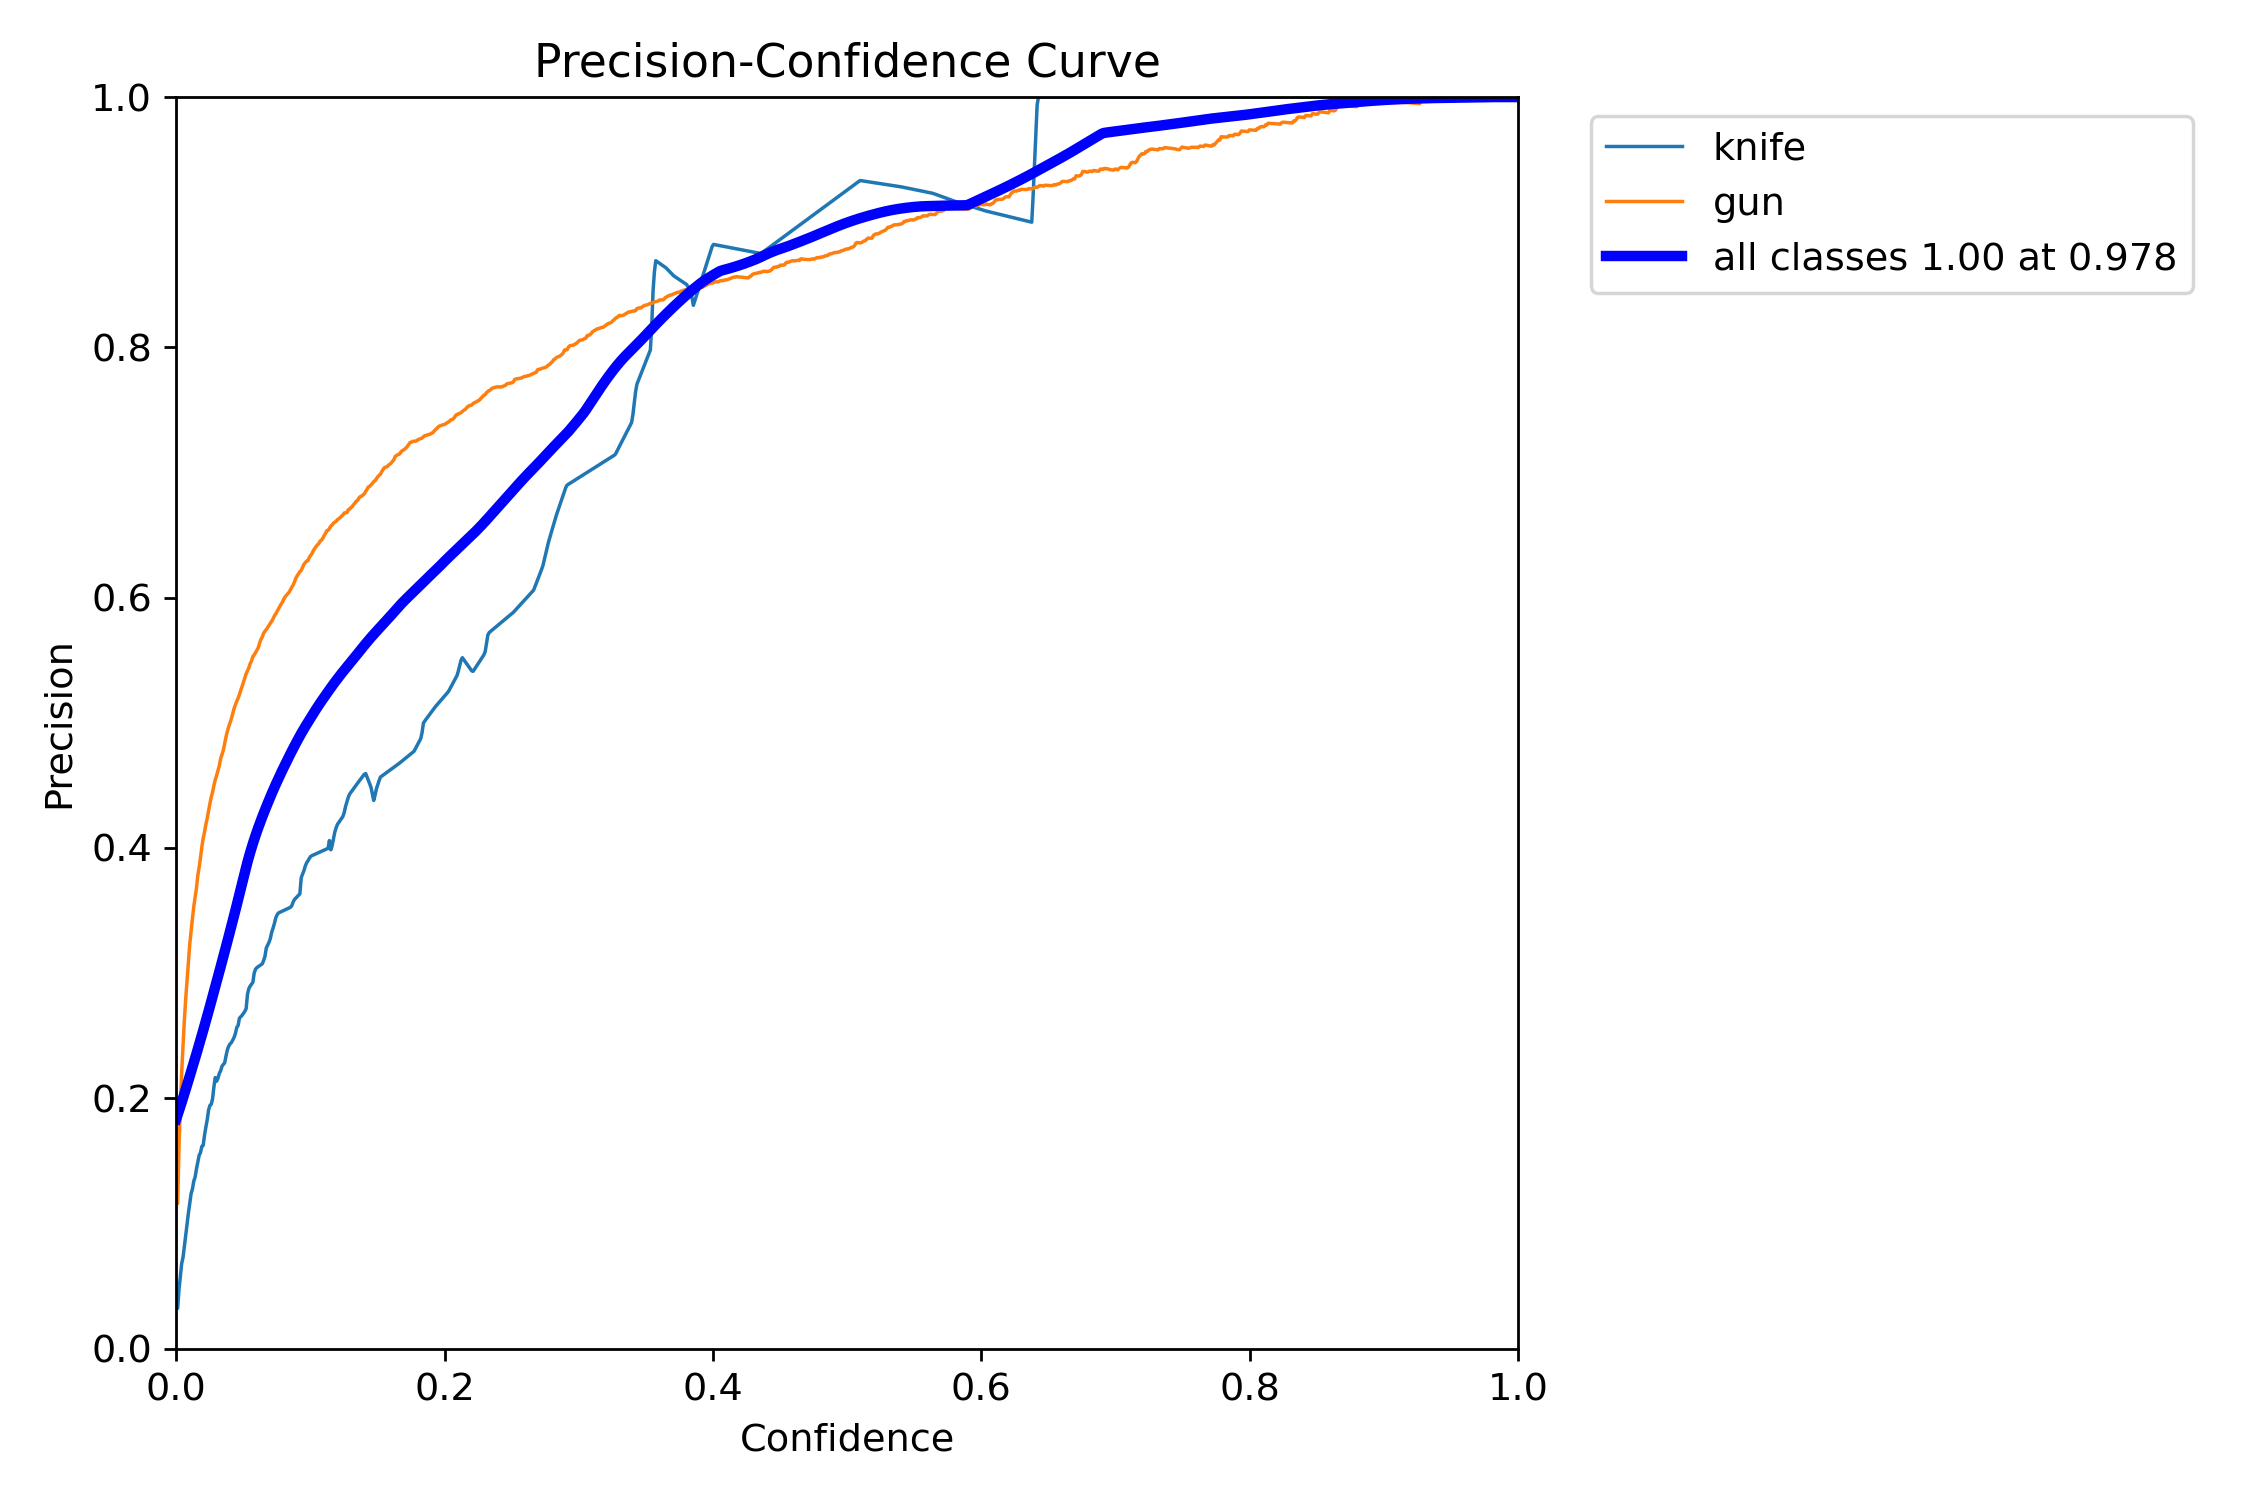 Precision-Confidence Curve
1.0
0.8
0.6
0.4
0.2
0.0
Precision
0.0 0.2 0.4 0.6 0.8 1.0
Confidence
knife
gun
all classes 1.00 at 0.978